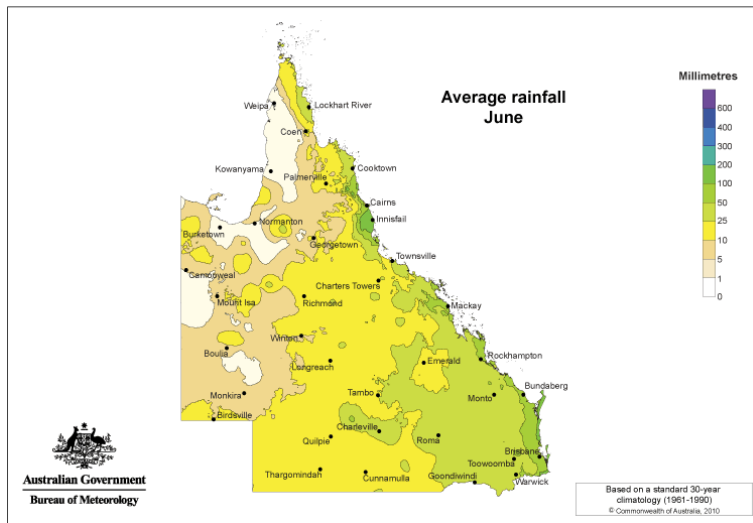 Average rainfall
June
Millimetres
600
400
300
200
100
50
25
10
5
1
0
Weipa
Lockhart River
Coen
Kowanyama
Palmerville
Cooktown
Cairns
Innisfail
Normanton
Burketown
Georgetown
Townsville
Camooweal
Charters Towers
Mount Isa
Richmond
Mackay
Winton
Boulia
Longreach
Emerald
Rockhampton
Monkira
Tambo
Monto
Bundaberg
Birdsville
Charleville
Quilpie
Roma
Brisbane
Toowoomba
Thargomindah
Cunnamulla
Goondiwindi
Warwick
Australian Government
Bureau of Meteorology
Based on a standard 30-year
climatology (1961-1990)
© Commonwealth of Australia, 2010